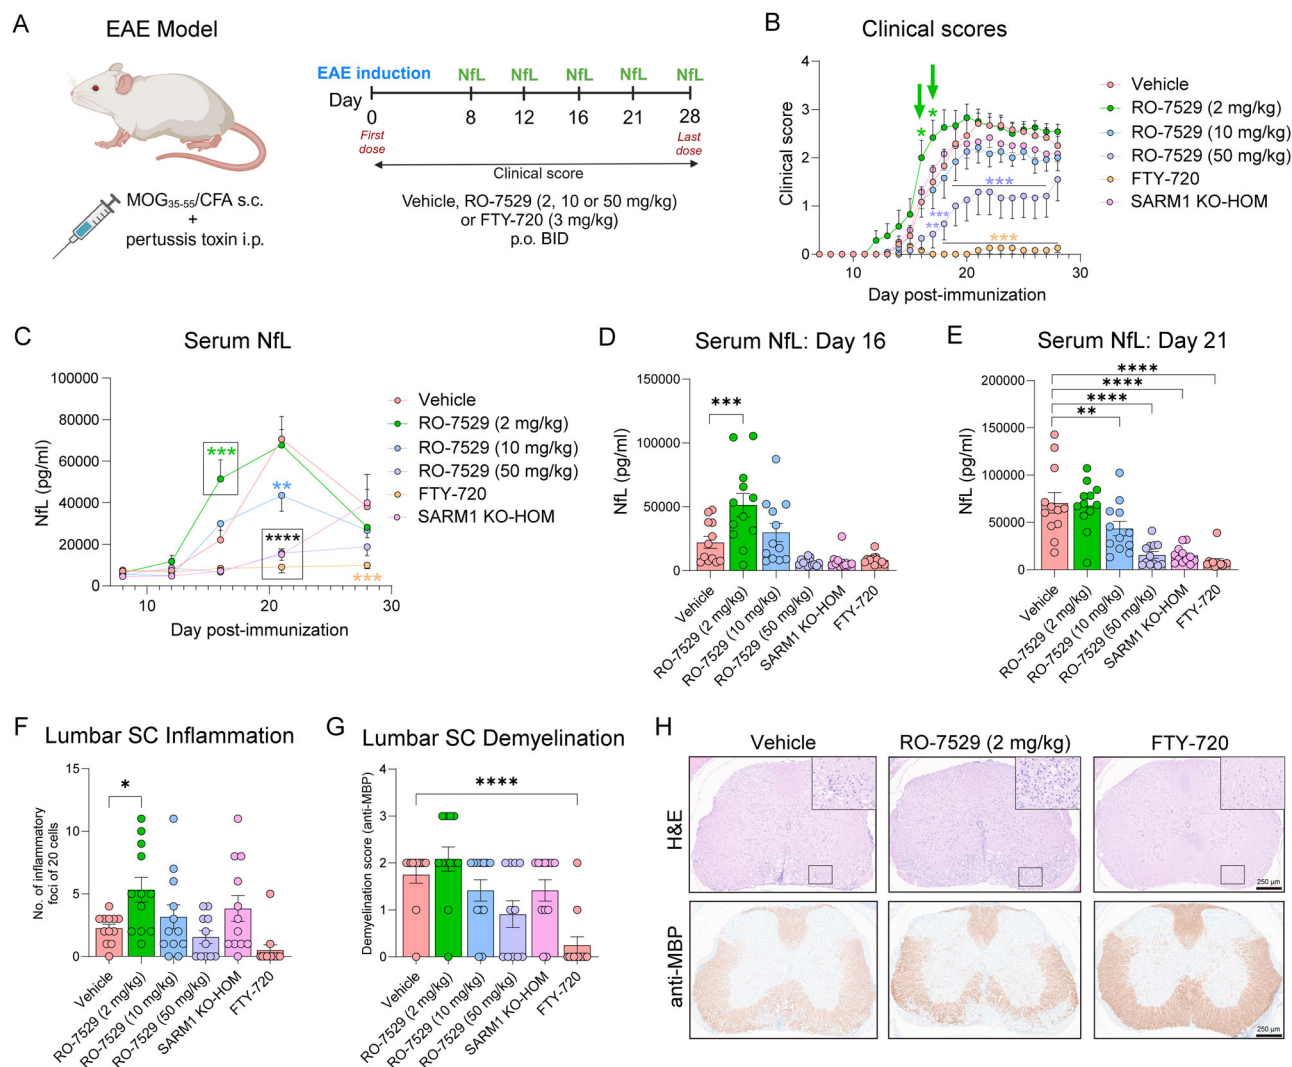 A
EAE Model
EAE induction
NfL NfL NfL NfL NfL
Day
0 8 12 16 21 28
First dose
Last dose
Clinical score
MOG35-55/CFA s.c.
+
pertussis toxin i.p.
Vehicle, RO-7529 (2, 10 or 50 mg/kg)
or FTY-720 (3 mg/kg)
p.o. BID
B
Clinical scores
Clinical score
4
3
2
1
0
* *
***
***
**
***
10 20 30
Day post-immunization
Vehicle
RO-7529 (2 mg/kg)
RO-7529 (10 mg/kg)
RO-7529 (50 mg/kg)
FTY-720
SARM1 KO-HOM
C
Serum NfL
NfL (pg/ml)
100000
80000
60000
40000
20000
0
***
**
****
***
10 20 30
Day post-immunization
Vehicle
RO-7529 (2 mg/kg)
RO-7529 (10 mg/kg)
RO-7529 (50 mg/kg)
FTY-720
SARM1 KO-HOM
D
Serum NfL: Day 16
NfL (pg/ml)
150000
100000
50000
0
***
Vehicle
RO-7529 (2 mg/kg)
RO-7529 (10 mg/kg)
RO-7529 (50 mg/kg)
SARM1 KO-HOM
FTY-720
E
Serum NfL: Day 21
NfL (pg/ml)
200000
150000
100000
50000
0
****
****
****
**
Vehicle
RO-7529 (2 mg/kg)
RO-7529 (10 mg/kg)
RO-7529 (50 mg/kg)
SARM1 KO-HOM
FTY-720
F
Lumbar SC Inflammation
No. of inflammatory
foci of 20 cells
15
10
5
0
*
Vehicle
RO-7529 (2 mg/kg)
RO-7529 (10 mg/kg)
RO-7529 (50 mg/kg)
SARM1 KO-HOM
FTY-720
G
Lumbar SC Demyelination
Demyelination score (anti-MBP)
4
3
2
1
0
****
Vehicle
RO-7529 (2 mg/kg)
RO-7529 (10 mg/kg)
RO-7529 (50 mg/kg)
SARM1 KO-HOM
FTY-720
H
Vehicle
RO-7529 (2 mg/kg)
FTY-720
H&E
250 µm
anti-MBP
250 µm